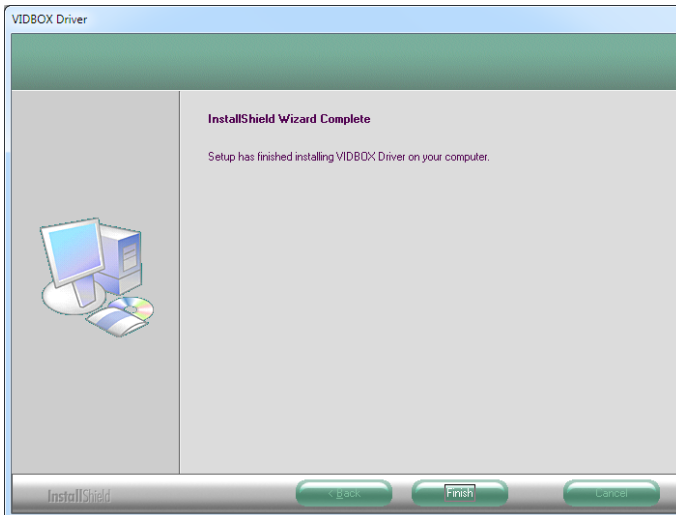 VIDBOX Driver
InstallShield Wizard Complete
Setup has finished installing VIDBOX Driver on your computer.
InstallShield
< Back
Finish
Cancel